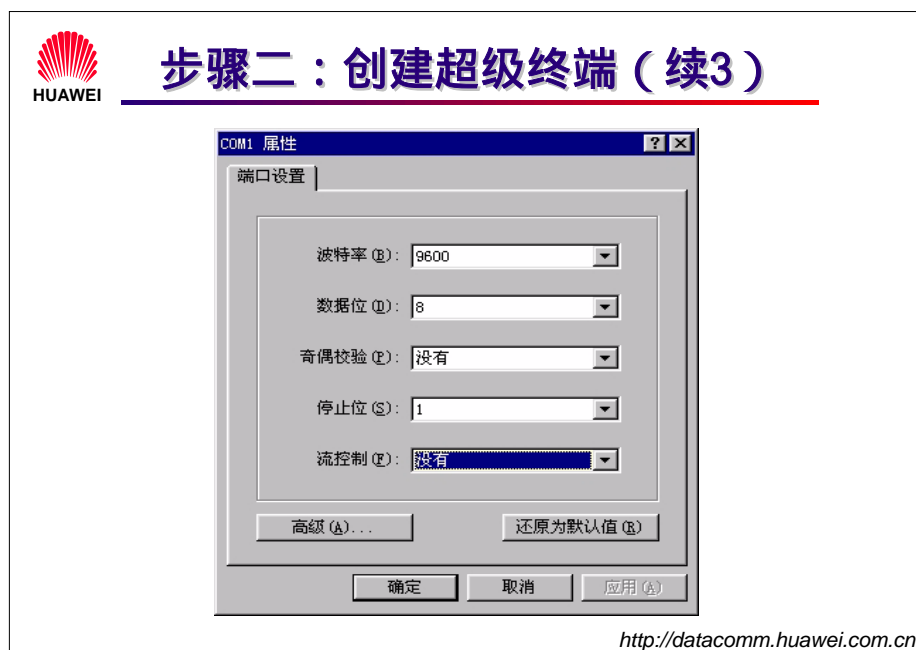 HUAWEI
步骤二：创建超级终端（续3）
COM1 属性
端口设置
波特率(B): 9600
数据位(D): 8
奇偶校验(P): 没有
停止位(S): 1
流控制(F): 没有
高级(A)... 还原为默认值(R)
确定 取消 应用(A)
http://datacomm.huawei.com.cn